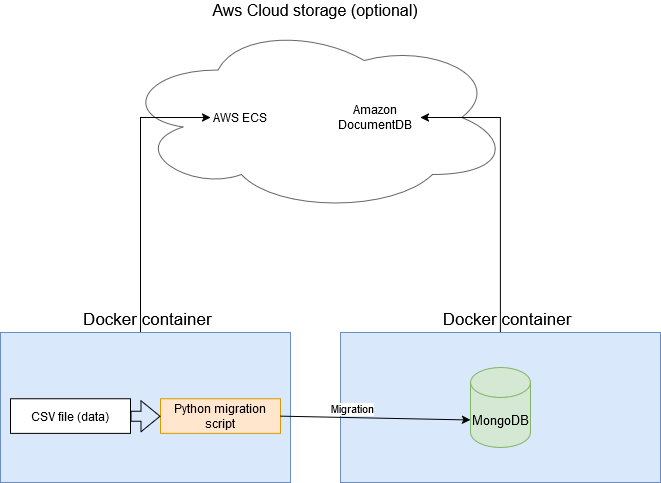 Aws Cloud storage (optional)
AWS ECS
Amazon
DocumentDB
Docker container
Docker container
CSV file (data)
Python migration
script
Migration
MongoDB